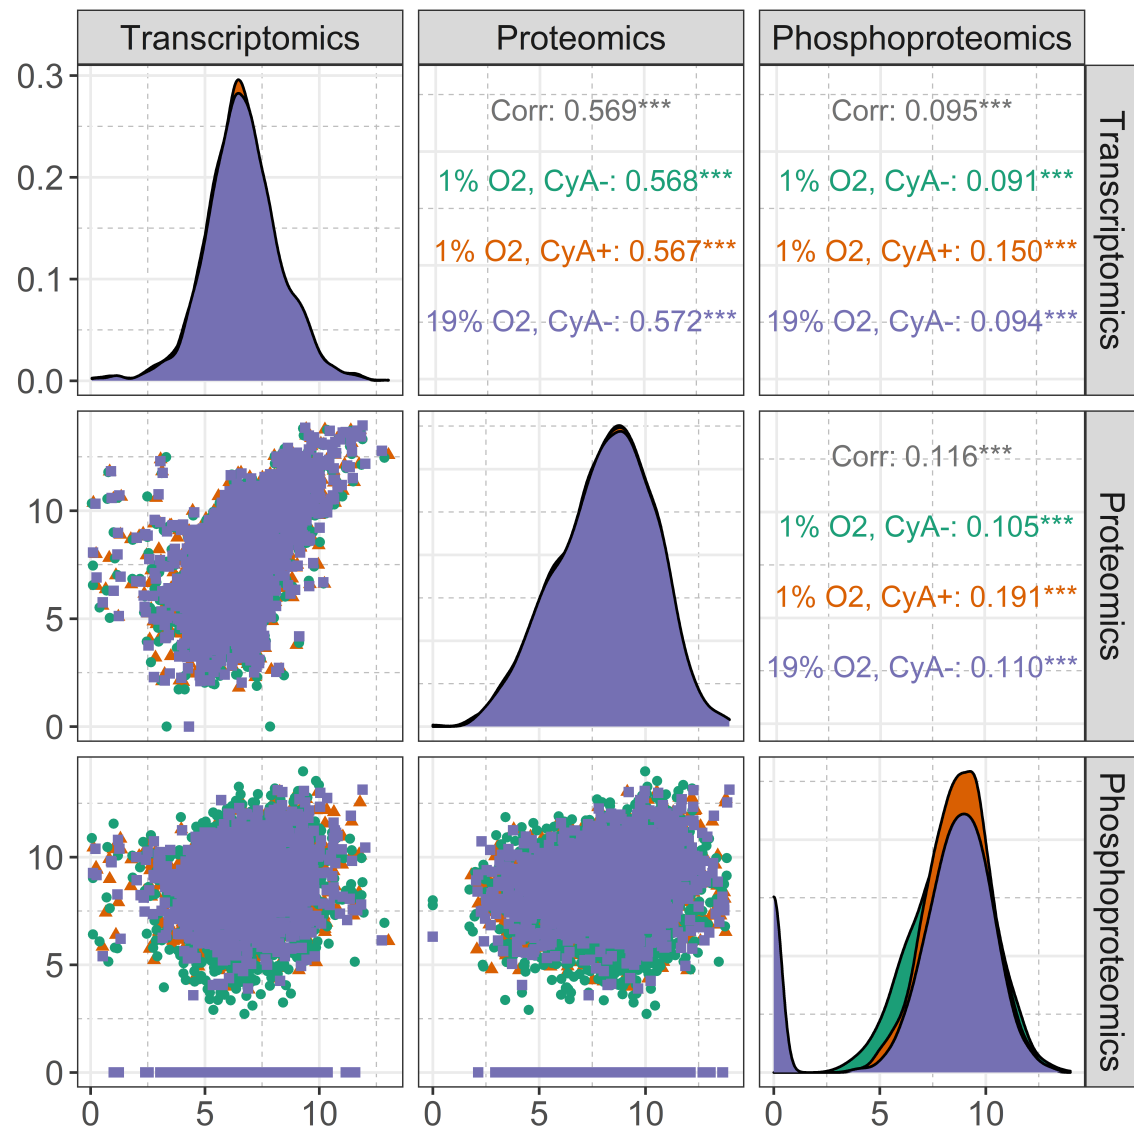 Transcriptomics Proteomics Phosphoproteomics
0.3
0.2
0.1
0.0
Corr: 0.569***
1% O2, CyA-: 0.568***
1% O2, CyA+: 0.567***
19% O2, CyA-: 0.572***
Corr: 0.095***
1% O2, CyA-: 0.091***
1% O2, CyA+: 0.150***
19% O2, CyA-: 0.094***
Transcriptomics
10
5
0
Corr: 0.116***
1% O2, CyA-: 0.105***
1% O2, CyA+: 0.191***
19% O2, CyA-: 0.110***
Proteomics
10
5
0
Phosphoproteomics
0 5 10 0 5 10 0 5 10